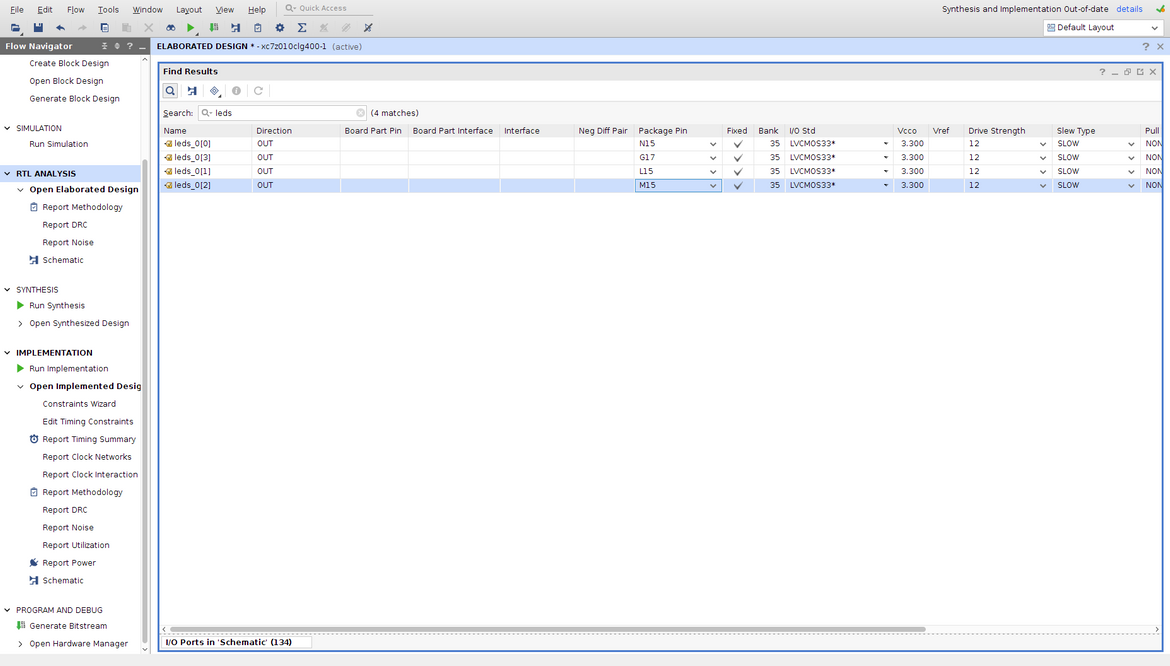 File Edit Flow Tools Window Layout View Help Quick Access Synthesis and Implementation Out-of-date details
Default Layout
Flow Navigator ?
ELABORATED DESIGN * - xc7z010clg400-1 (active) ?
Create Block Design
Open Block Design
Generate Block Design
SIMULATION
Run Simulation
RTL ANALYSIS
Open Elaborated Design
Report Methodology
Report DRC
Report Noise
Schematic
SYNTHESIS
Run Synthesis
Open Synthesized Design
IMPLEMENTATION
Run Implementation
Open Implemented Desig
Constraints Wizard
Edit Timing Constraints
Report Timing Summary
Report Clock Networks
Report Clock Interaction
Report Methodology
Report DRC
Report Noise
Report Utilization
Report Power
Schematic
PROGRAM AND DEBUG
Generate Bitstream
Open Hardware Manager
Find Results ?
Search: leds (4 matches)
Name Direction Board Part Pin Board Part Interface Interface Neg Diff Pair Package Pin Fixed Bank I/O Std Vcco Vref Drive Strength Slew Type Pull
leds_0[0] OUT N15 35 LVCMOS33* 3.300 12 SLOW NON
leds_0[3] OUT G17 35 LVCMOS33* 3.300 12 SLOW NON
leds_0[1] OUT L15 35 LVCMOS33* 3.300 12 SLOW NON
leds_0[2] OUT M15 35 LVCMOS33* 3.300 12 SLOW NON
I/O Ports in 'Schematic' (134)